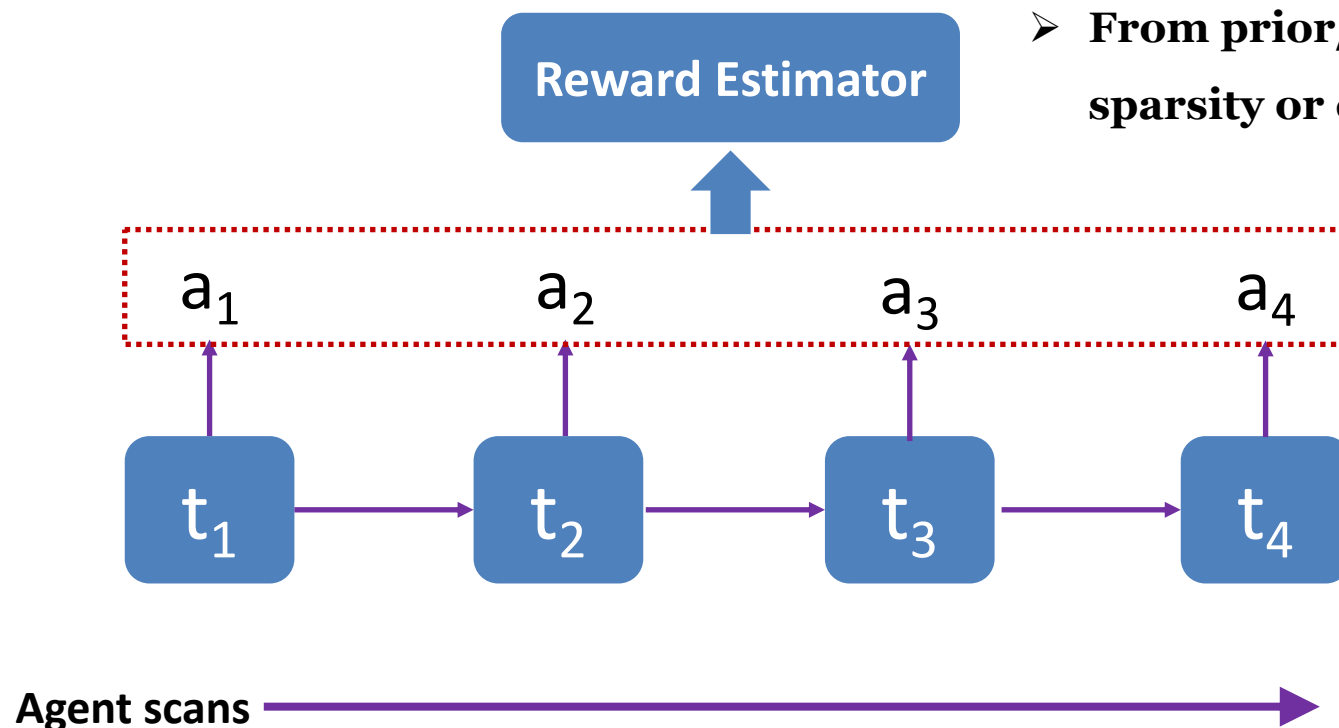 Reward Estimator
➢ From prior,
sparsity or
a₁ a₂ a₃ a₄
t₁ t₂ t₃ t₄
Agent scans